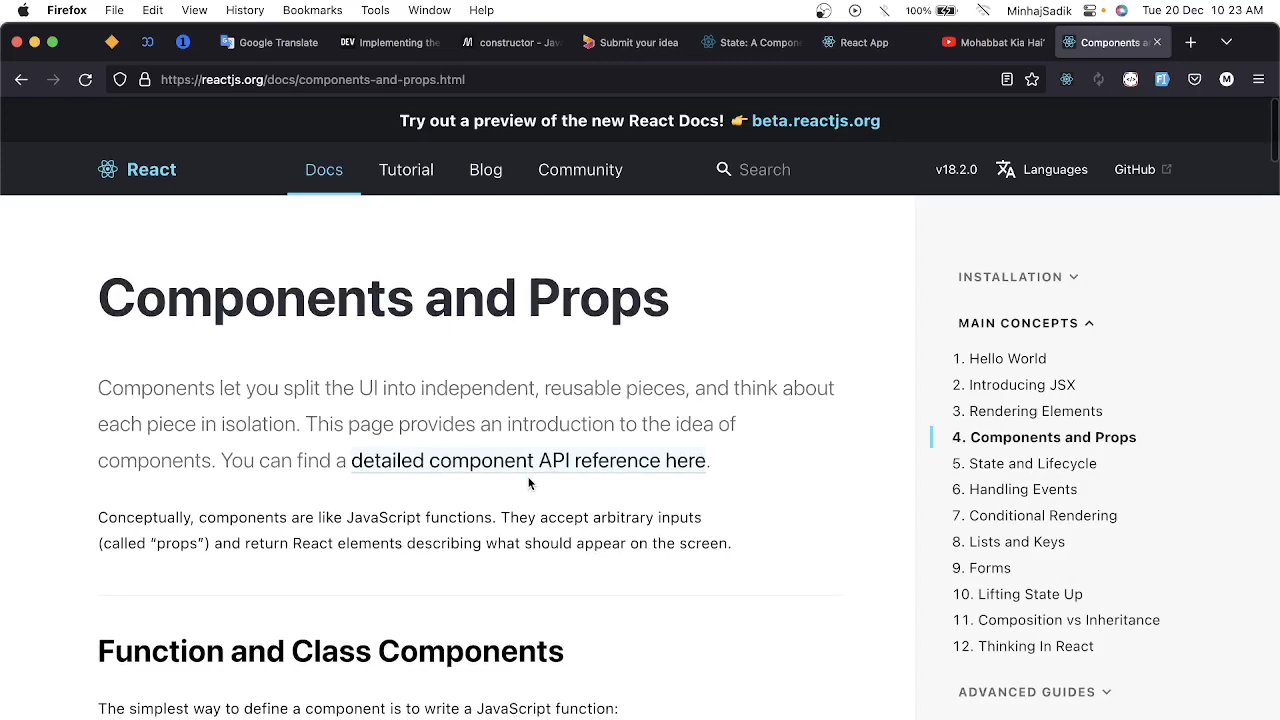 Firefox File Edit View History Bookmarks Tools Window Help 100% MinhajSadik Tue 20 Dec 10:23 AM
Google Translate DEV Implementing the constructor - Jav Submit your idea State: A Compon React App Mohabbat Kia Hai' Components a
https://reactjs.org/docs/components-and-props.html M
Try out a preview of the new React Docs! 👉 beta.reactjs.org
React Docs Tutorial Blog Community Search v18.2.0 Languages GitHub
Components and Props
Components let you split the UI into independent, reusable pieces, and think about
each piece in isolation. This page provides an introduction to the idea of
components. You can find a detailed component API reference here.
Conceptually, components are like JavaScript functions. They accept arbitrary inputs
(called “props”) and return React elements describing what should appear on the screen.
Function and Class Components
The simplest way to define a component is to write a JavaScript function:
INSTALLATION
MAIN CONCEPTS
1. Hello World
2. Introducing JSX
3. Rendering Elements
4. Components and Props
5. State and Lifecycle
6. Handling Events
7. Conditional Rendering
8. Lists and Keys
9. Forms
10. Lifting State Up
11. Composition vs Inheritance
12. Thinking In React
ADVANCED GUIDES